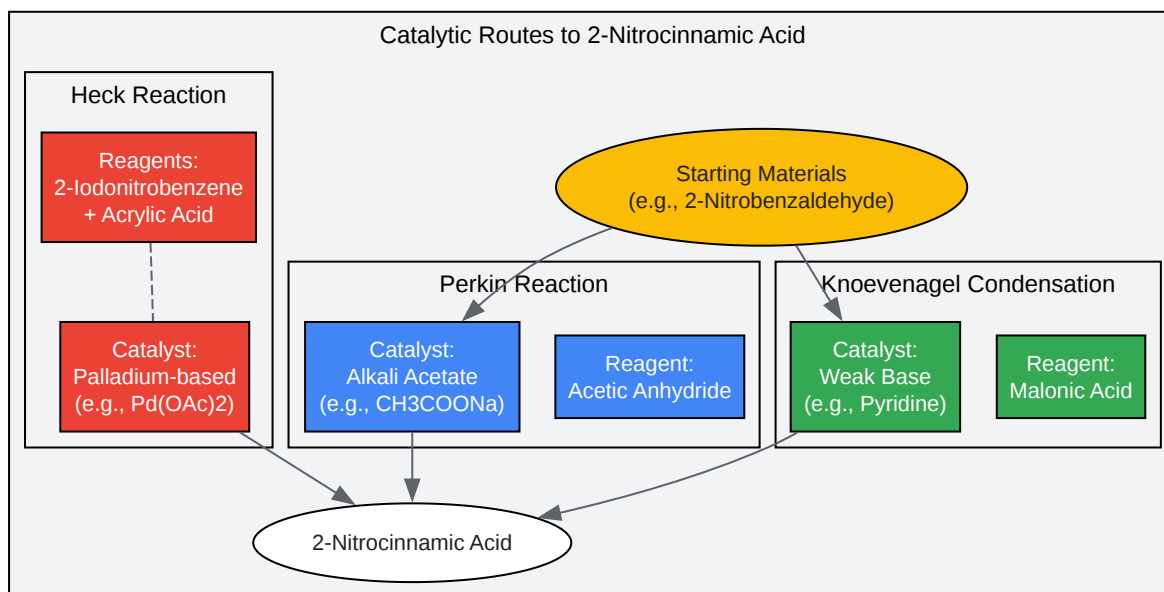 Catalytic Routes to 2-Nitrocinnamic Acid
Heck Reaction
Reagents:
2-Iodonitrobenzene
+ Acrylic Acid
Catalyst:
Palladium-based
(e.g., Pd(OAc)2)
Starting Materials
(e.g., 2-Nitrobenzaldehyde)
Perkin Reaction
Catalyst:
Alkali Acetate
(e.g., CH3COONa)
Reagent:
Acetic Anhydride
Knoevenagel Condensation
Catalyst:
Weak Base
(e.g., Pyridine)
Reagent:
Malonic Acid
2-Nitrocinnamic Acid